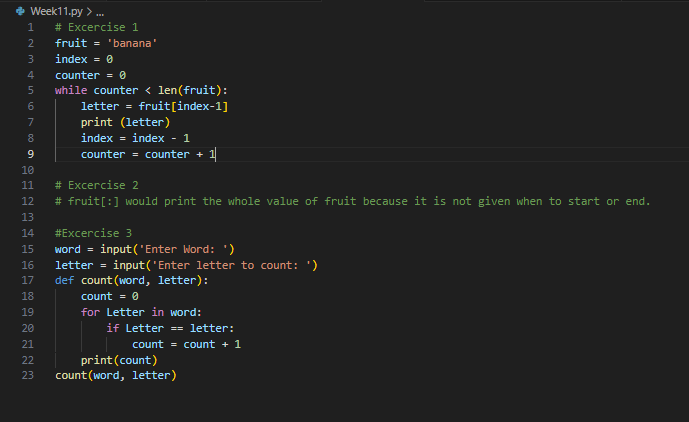 Week11.py > ...
1 # Excercise 1
2 fruit = 'banana'
3 index = 0
4 counter = 0
5 while counter < len(fruit):
6     letter = fruit[index-1]
7     print (letter)
8     index = index - 1
9     counter = counter + 1
10
11 # Excercise 2
12 # fruit[:] would print the whole value of fruit because it is not given when to start or end.
13
14 #Excercise 3
15 word = input('Enter Word: ')
16 letter = input('Enter letter to count: ')
17 def count(word, letter):
18     count = 0
19     for Letter in word:
20         if Letter == letter:
21             count = count + 1
22     print(count)
23 count(word, letter)